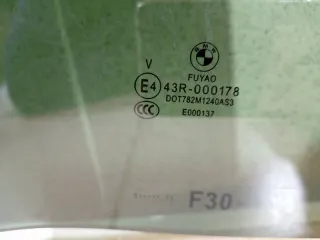 BMW
FUYAO
V
E4 43R-000178
DOT782M1240AS3
CCC
E000137
F30